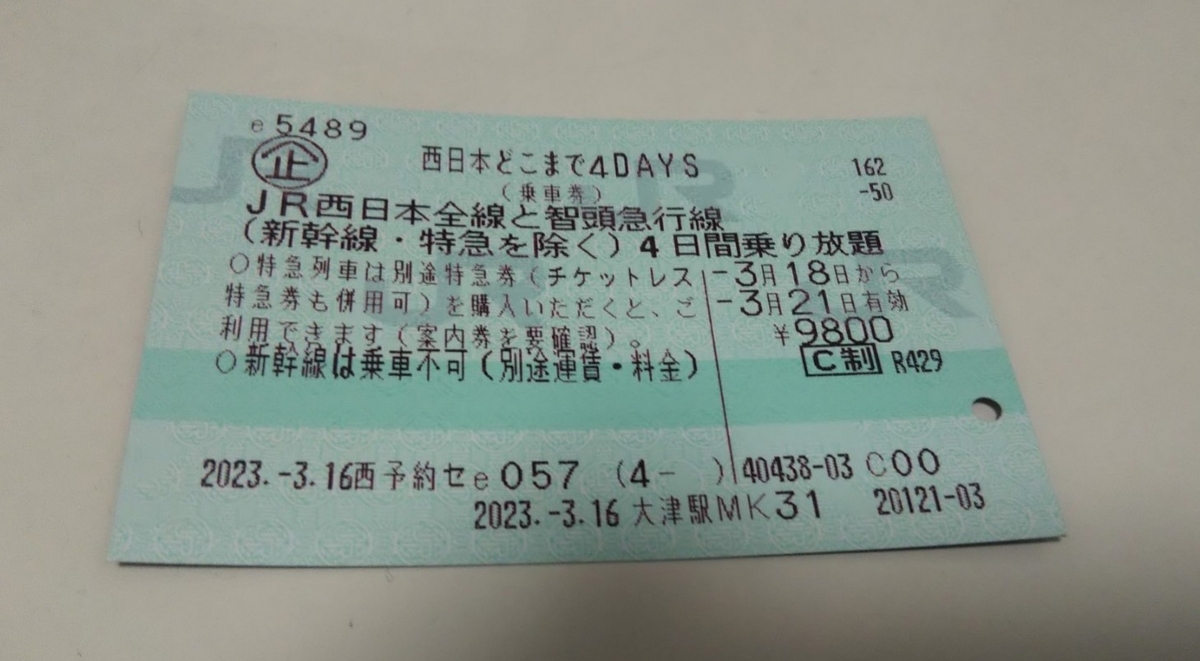 e5489
企 西日本どこまで4DAYS 162
(乗車券) -50
JR西日本全線と智頭急行線
(新幹線・特急を除く)4日間乗り放題
○特急列車は別途特急券(チケットレス
特急券も併用可)を購入いただくと、ご
利用できます(案内券を要確認)。
○新幹線は乗車不可(別途運賃・料金)
-3月18日から
-3月21日有効
¥9800
C制 R429
2023.-3.16西予約セe057 (4- ) 40438-03 C00
2023.-3.16 大津駅MK31 20121-03